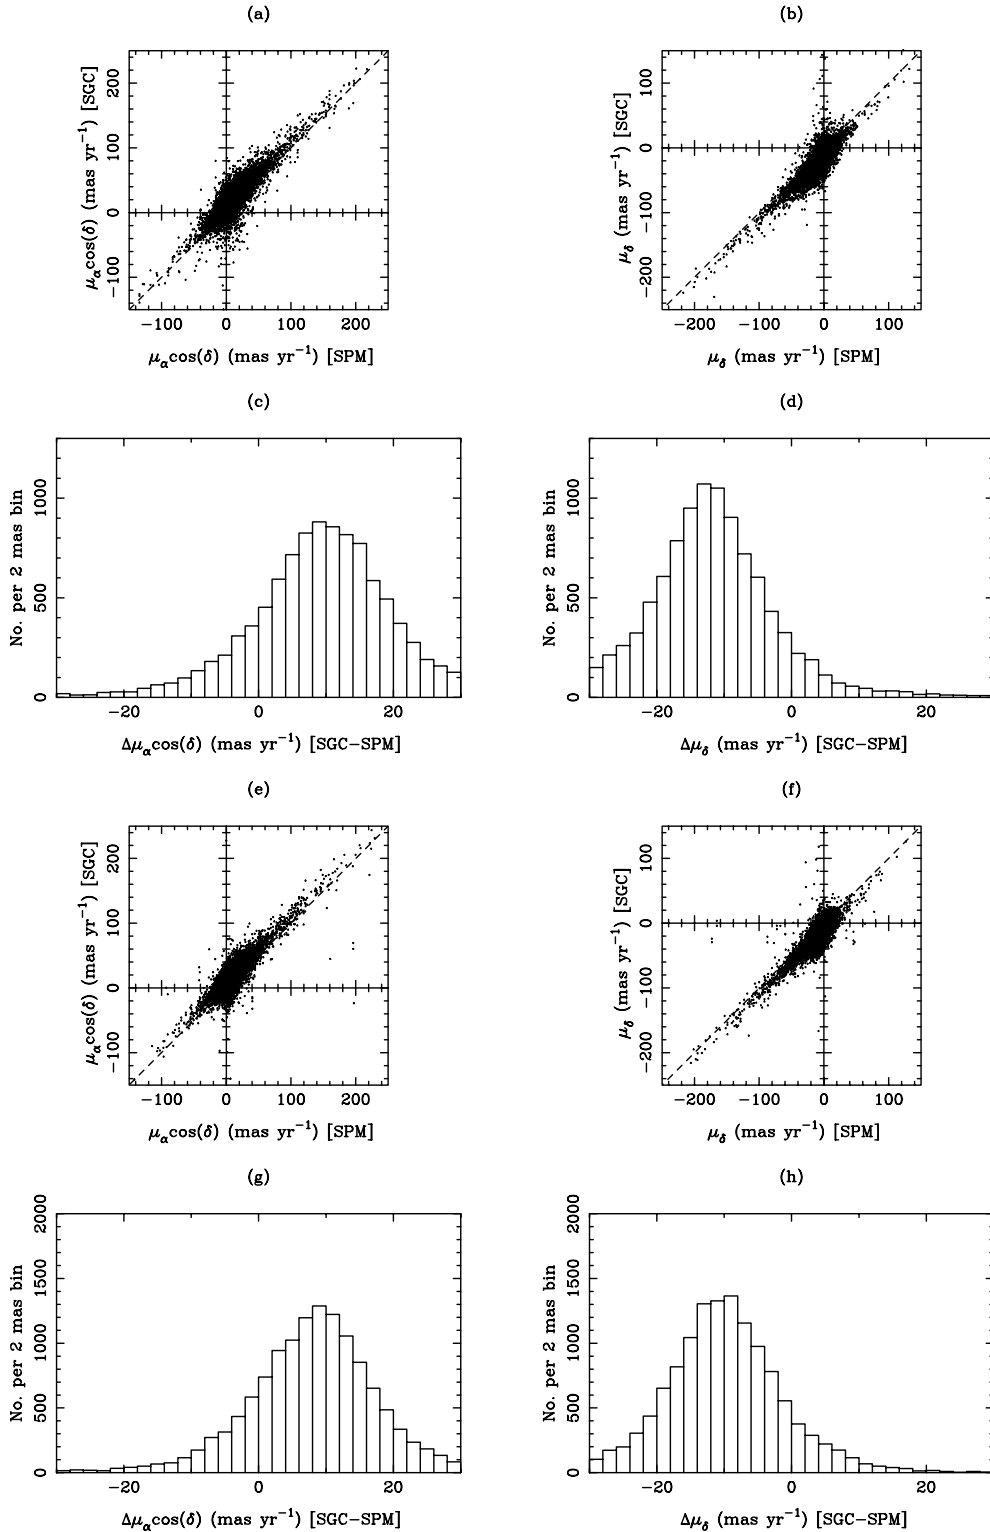 (a) (b)
μαcos(δ) (mas yr⁻¹) [SGC]
-100 0 100 200
-100 0 100 200
μαcos(δ) (mas yr⁻¹) [SPM]
μδ (mas yr⁻¹) [SGC]
-200 -100 0 100
-200 -100 0 100
μδ (mas yr⁻¹) [SPM]
(c) (d)
No. per 2 mas bin
0 500 1000
-20 0 20
Δμαcos(δ) (mas yr⁻¹) [SGC-SPM]
No. per 2 mas bin
0 500 1000
-20 0 20
Δμδ (mas yr⁻¹) [SGC-SPM]
(e) (f)
μαcos(δ) (mas yr⁻¹) [SGC]
-100 0 100 200
-100 0 100 200
μαcos(δ) (mas yr⁻¹) [SPM]
μδ (mas yr⁻¹) [SGC]
-200 -100 0 100
-200 -100 0 100
μδ (mas yr⁻¹) [SPM]
(g) (h)
No. per 2 mas bin
0 500 1000 1500 2000
-20 0 20
Δμαcos(δ) (mas yr⁻¹) [SGC-SPM]
No. per 2 mas bin
0 500 1000 1500 2000
-20 0 20
Δμδ (mas yr⁻¹) [SGC-SPM]